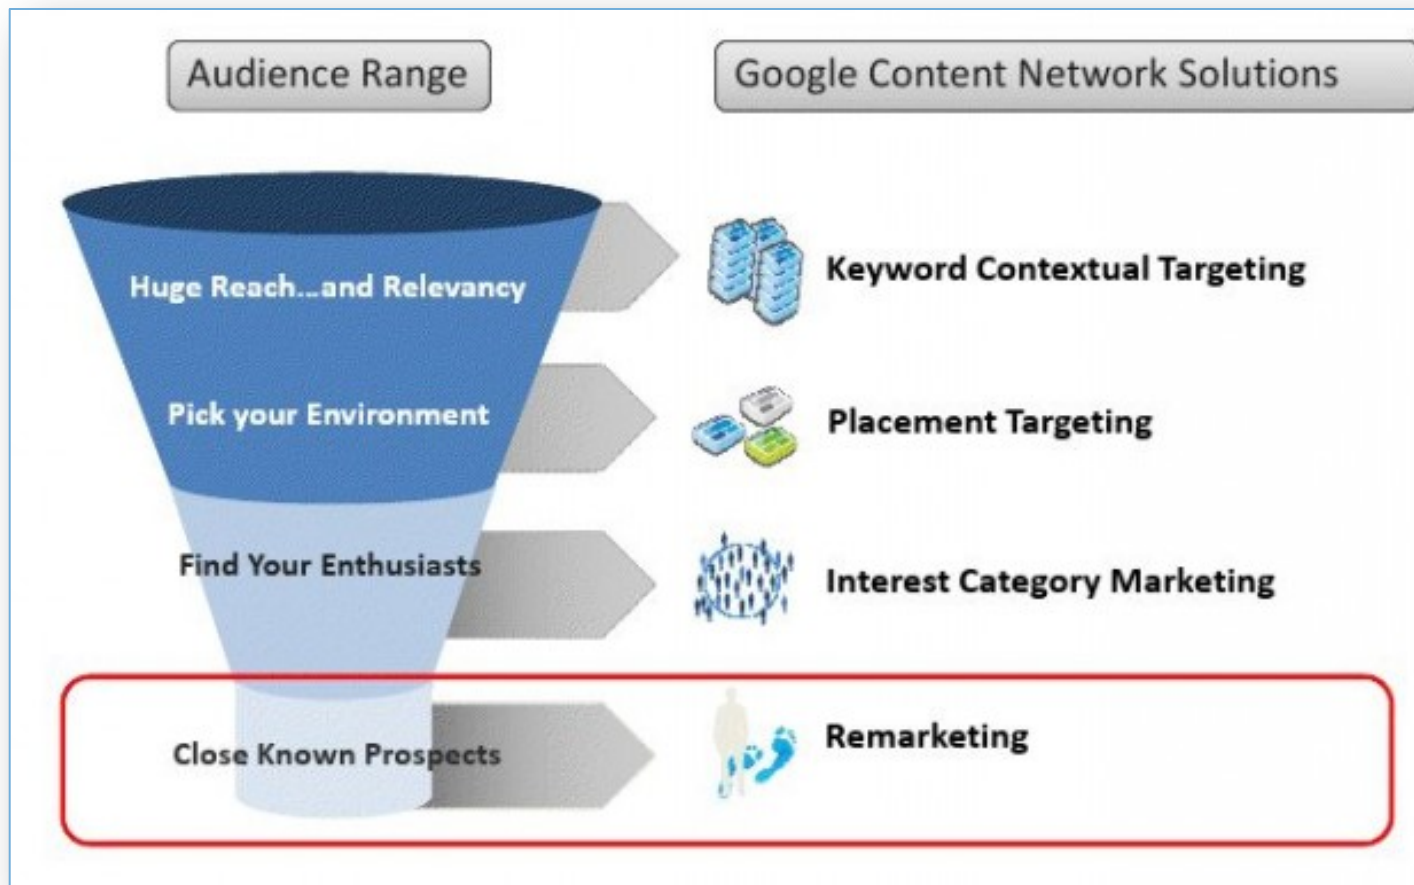 Audience Range
Google Content Network Solutions
Huge Reach...and Relevancy
Keyword Contextual Targeting
Pick your Environment
Placement Targeting
Find Your Enthusiasts
Interest Category Marketing
Close Known Prospects
Remarketing